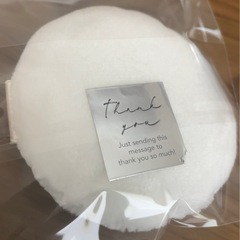 Thank
you
Just sending this
message to
thank you so much!